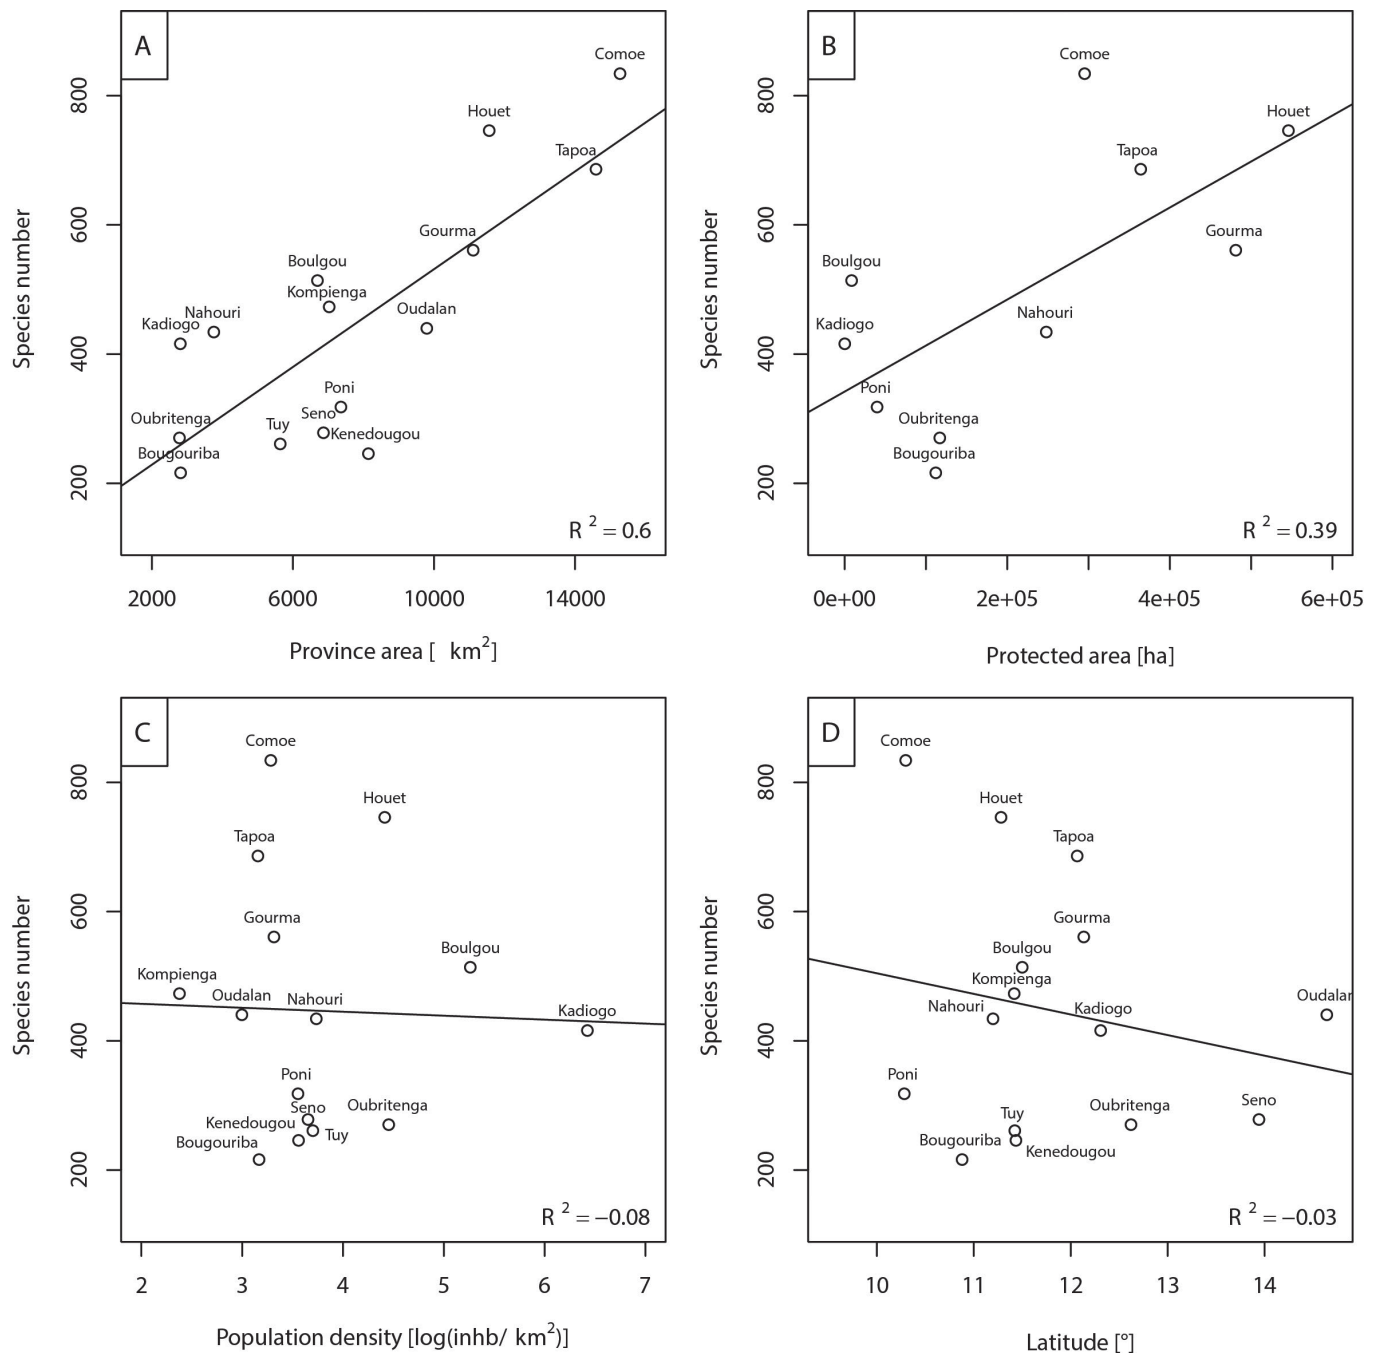 A
Comoe
Houet
Tapoa
Gourma
Boulgou
Kompienga
Oudalan
Nahouri
Kadiogo
Poni
Seno
Oubritenga
Tuy
Kenedougou
Bougouriba
R 2 = 0.6
800
600
400
200
Species number
2000 6000 10000 14000
Province area [ km2]
B
Comoe
Houet
Tapoa
Gourma
Boulgou
Nahouri
Kadiogo
Poni
Oubritenga
Bougouriba
R 2 = 0.39
800
600
400
200
Species number
0e+00 2e+05 4e+05 6e+05
Protected area [ha]
C
Comoe
Houet
Tapoa
Gourma
Boulgou
Kompienga
Oudalan
Nahouri
Kadiogo
Poni
Seno
Oubritenga
Kenedougou
Tuy
Bougouriba
R 2 = −0.08
800
600
400
200
Species number
2 3 4 5 6 7
Population density [log(inhb/ km2)]
D
Comoe
Houet
Tapoa
Gourma
Boulgou
Kompienga
Oudalan
Nahouri
Kadiogo
Poni
Seno
Oubritenga
Tuy
Bougouriba
Kenedougou
R 2 = −0.03
800
600
400
200
Species number
10 11 12 13 14
Latitude [°]